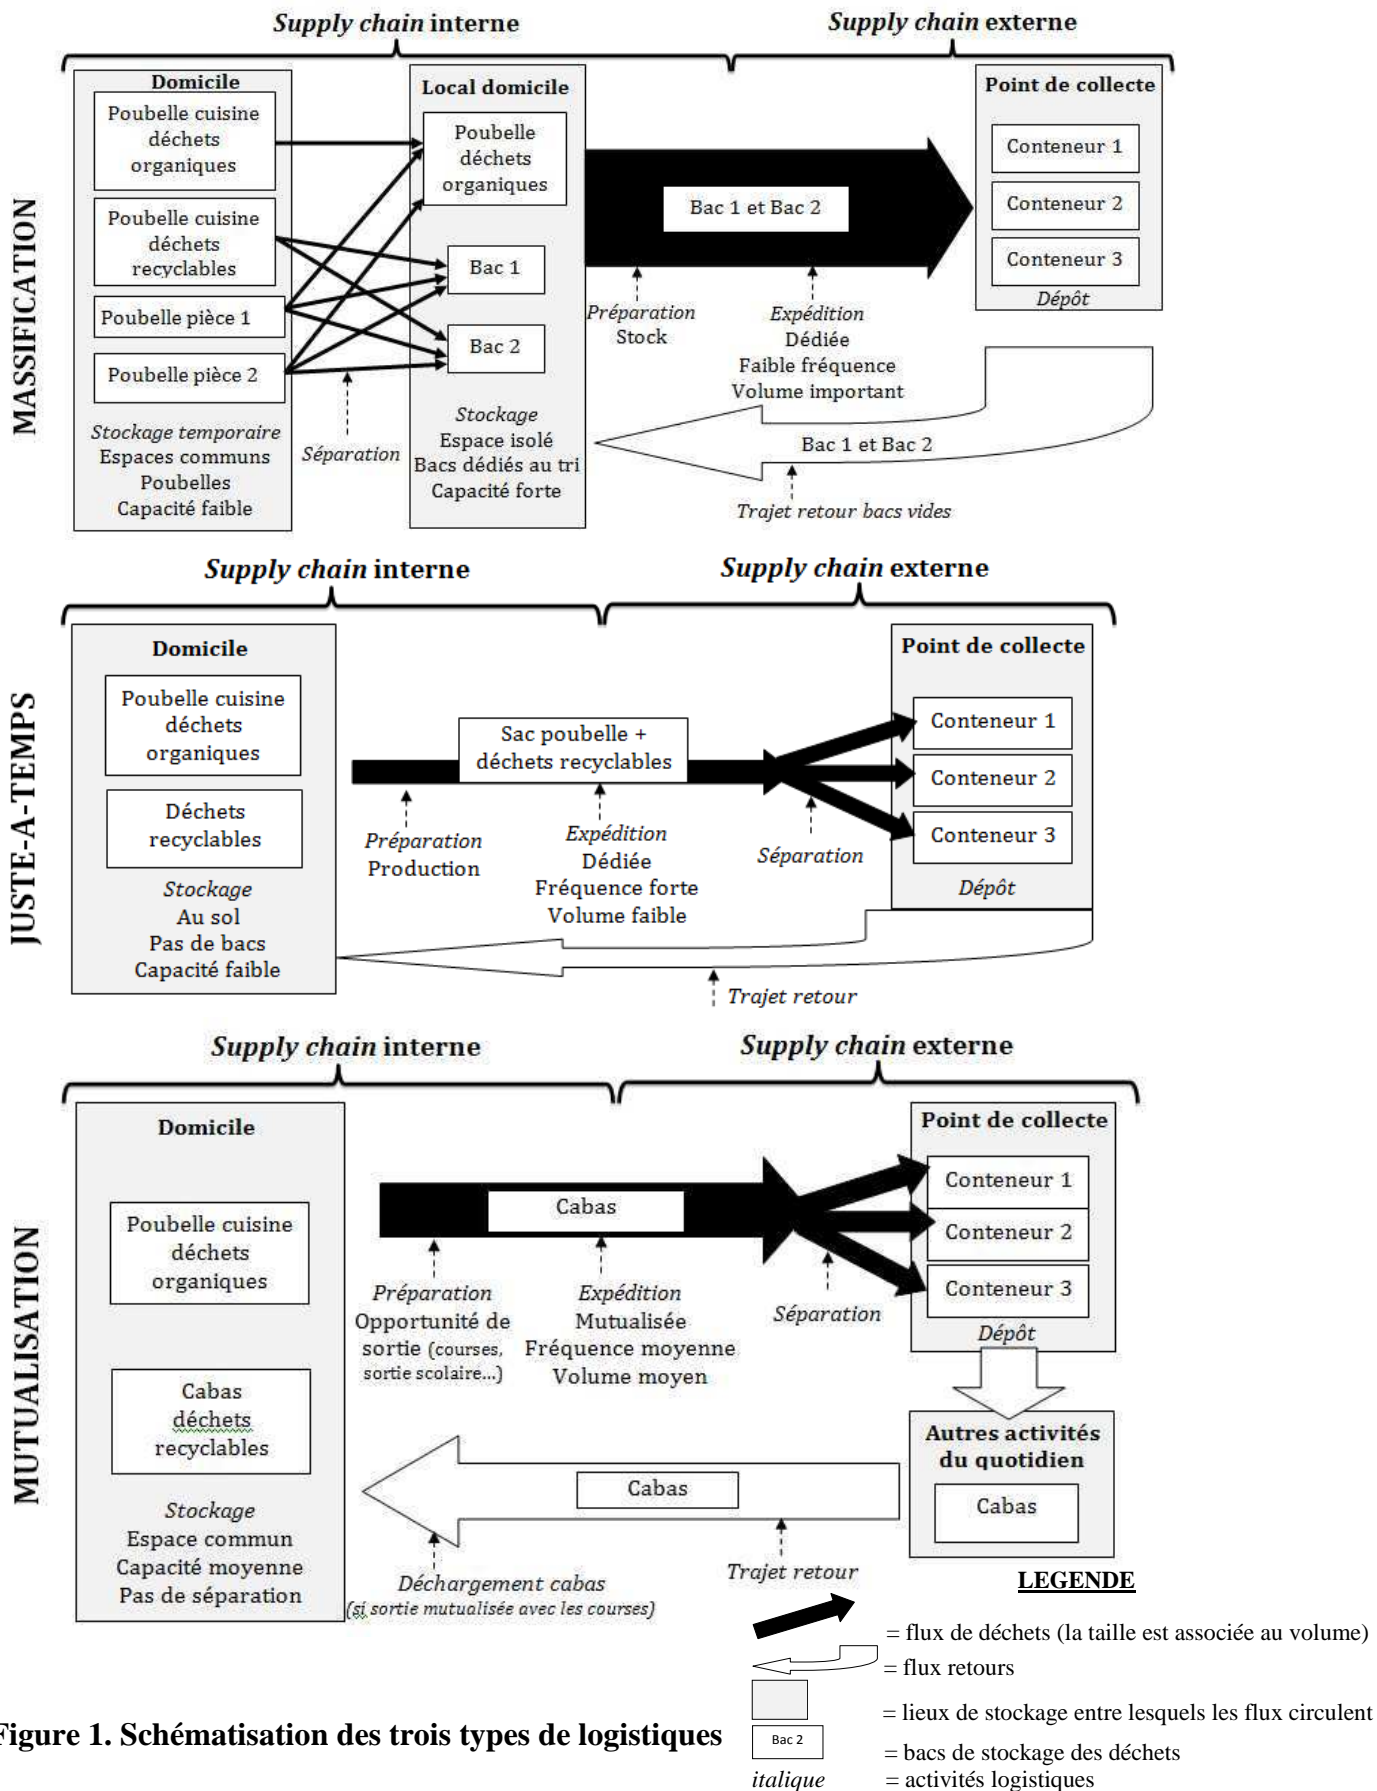 Supply chain interne
Supply chain externe
MASSIFICATION
Domicile
Poubelle cuisine
déchets
organiques
Poubelle cuisine
déchets
recyclables
Poubelle pièce 1
Poubelle pièce 2
Stockage temporaire
Espaces communs
Poubelles
Capacité faible
Séparation
Local domicile
Poubelle
déchets
organiques
Bac 1
Bac 2
Stockage
Espace isolé
Bacs dédiés au tri
Capacité forte
Bac 1 et Bac 2
Préparation
Stock
Expédition
Dédiée
Faible fréquence
Volume important
Point de collecte
Conteneur 1
Conteneur 2
Conteneur 3
Dépôt
Bac 1 et Bac 2
Trajet retour bacs vides
Supply chain interne
Supply chain externe
JUSTE-A-TEMPS
Domicile
Poubelle cuisine
déchets
organiques
Déchets
recyclables
Stockage
Au sol
Pas de bacs
Capacité faible
Sac poubelle +
déchets recyclables
Préparation
Production
Expédition
Dédiée
Fréquence forte
Volume faible
Séparation
Point de collecte
Conteneur 1
Conteneur 2
Conteneur 3
Dépôt
Trajet retour
Supply chain interne
Supply chain externe
MUTUALISATION
Domicile
Poubelle cuisine
déchets
organiques
Cabas
déchets
recyclables
Stockage
Espace commun
Capacité moyenne
Pas de séparation
Cabas
Préparation
Opportunité de
sortie (courses,
sortie scolaire...)
Expédition
Mutualisée
Fréquence moyenne
Volume moyen
Séparation
Point de collecte
Conteneur 1
Conteneur 2
Conteneur 3
Dépôt
Autres activités
du quotidien
Cabas
Cabas
Trajet retour
Déchargement cabas
(si sortie mutualisée avec les courses)
LEGENDE
= flux de déchets (la taille est associée au volume)
= flux retours
= lieux de stockage entre lesquels les flux circulent
Bac 2
= bacs de stockage des déchets
italique = activités logistiques
Figure 1. Schématisation des trois types de logistiques